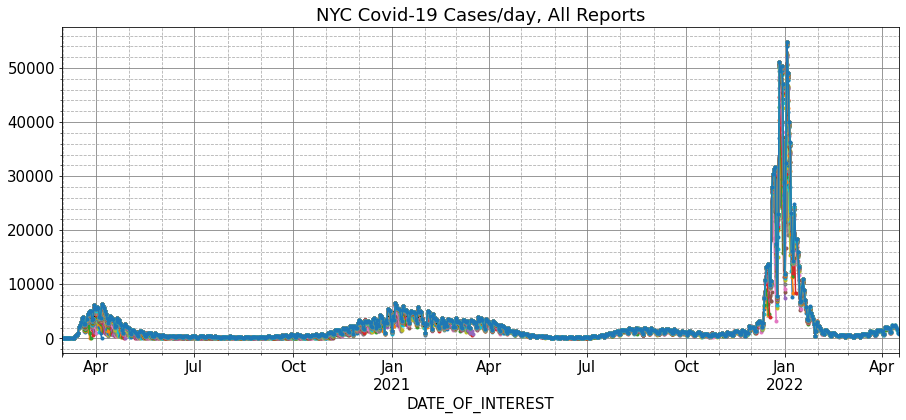 NYC Covid-19 Cases/day, All Reports
50000
40000
30000
20000
10000
0
Apr Jul Oct Jan Apr Jul Oct Jan Apr
2021 2022
DATE_OF_INTEREST